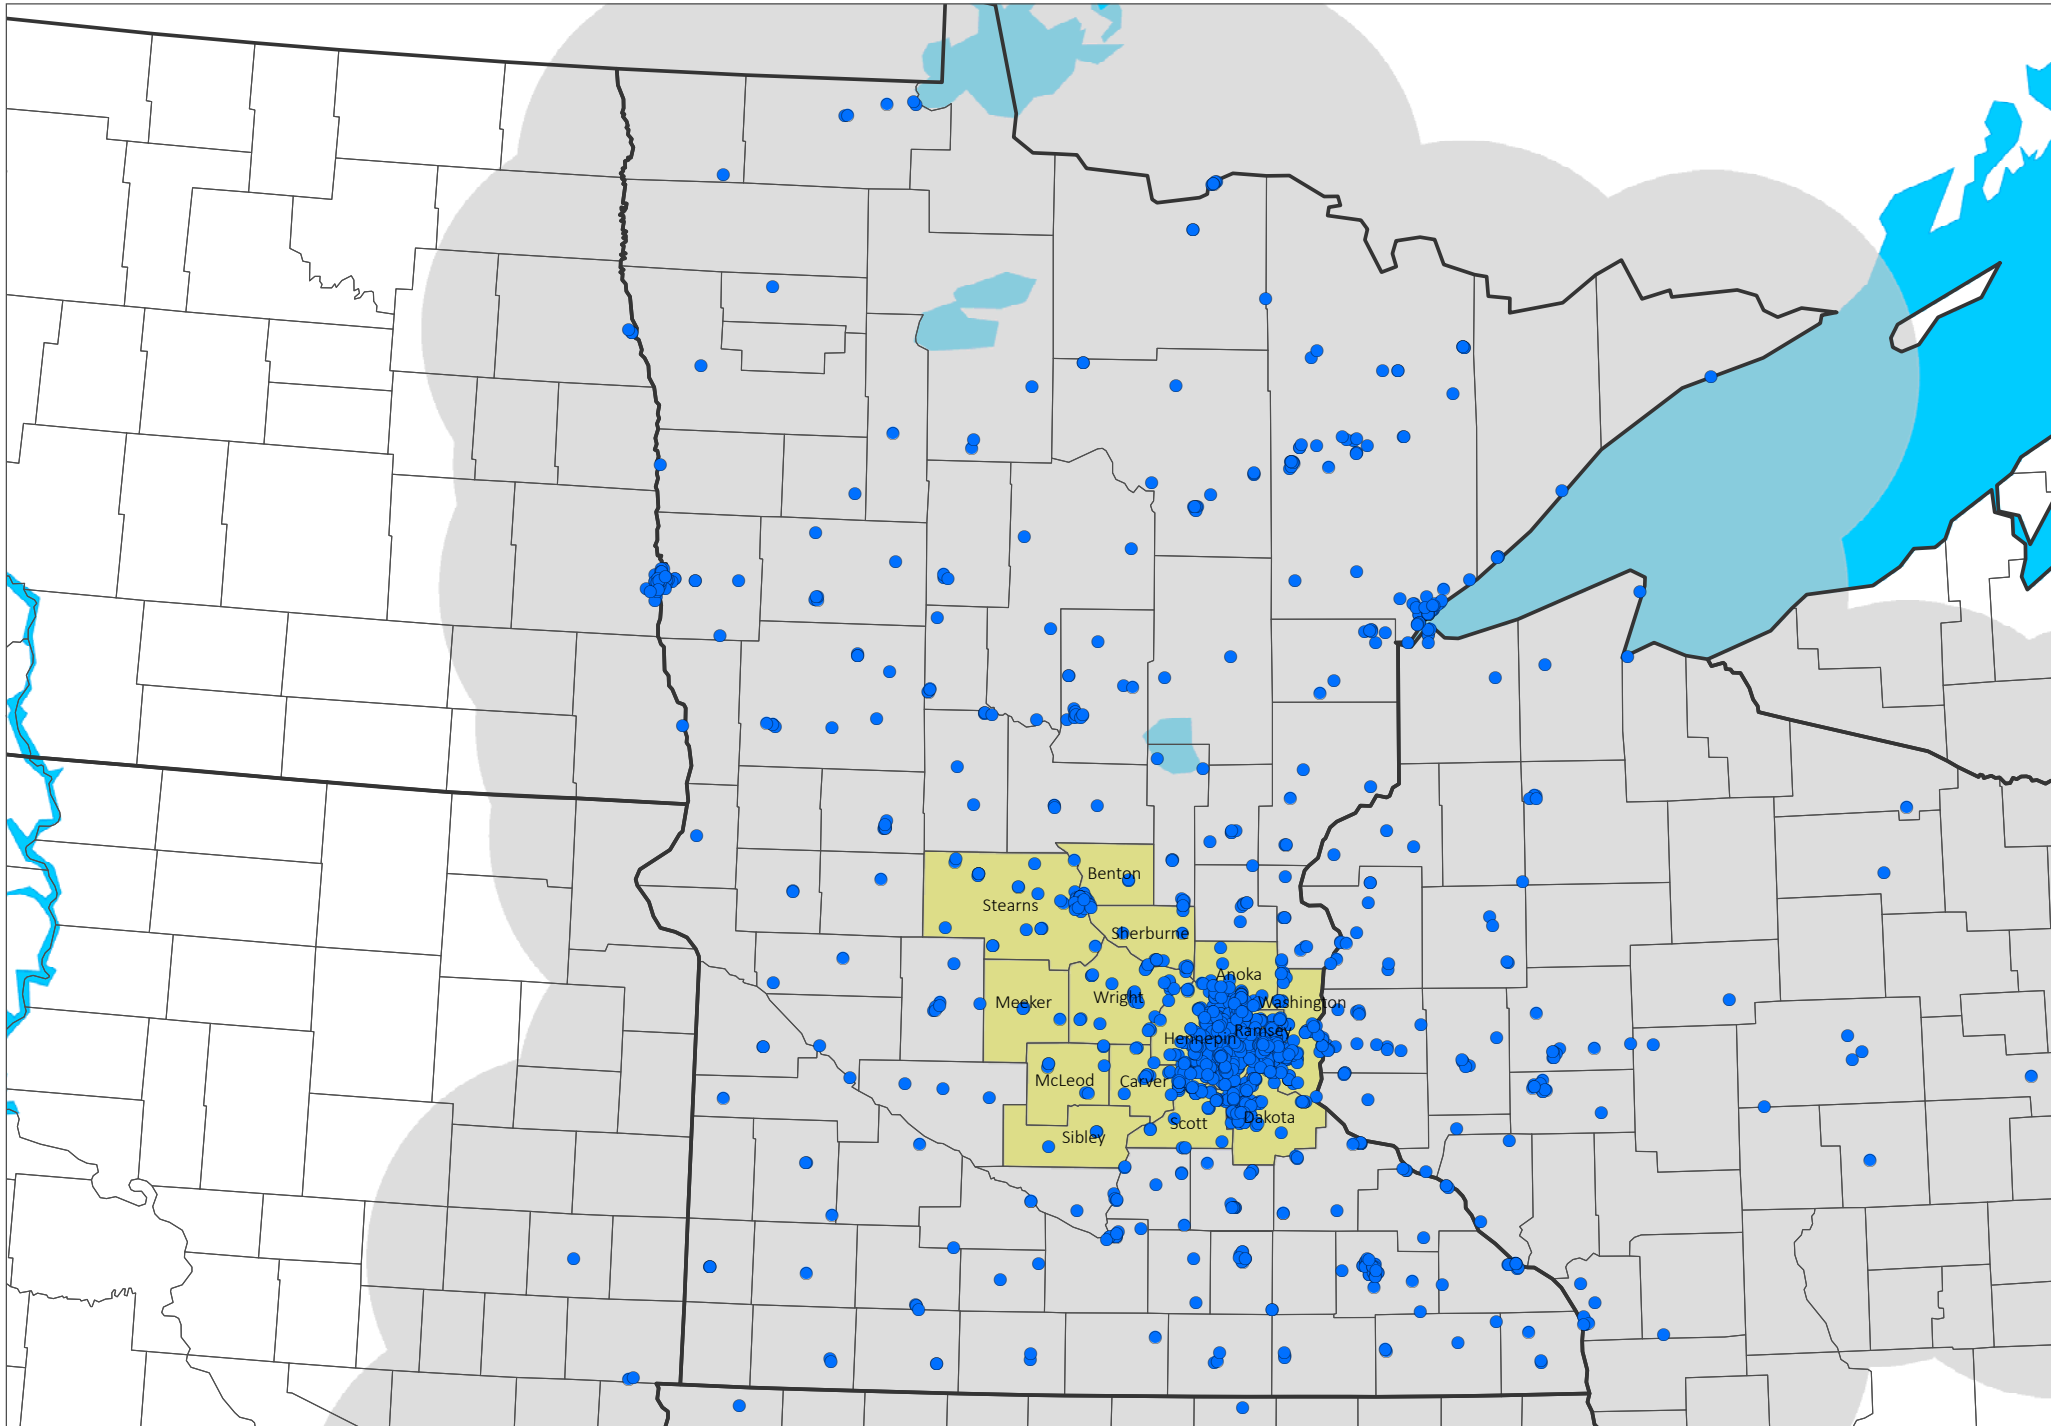 Benton
Stearns
Sherburne
Anoka
Meeker
Wright
Washington
Ramsey
Hennepin
McLeod
Carver
Dakota
Scott
Sibley